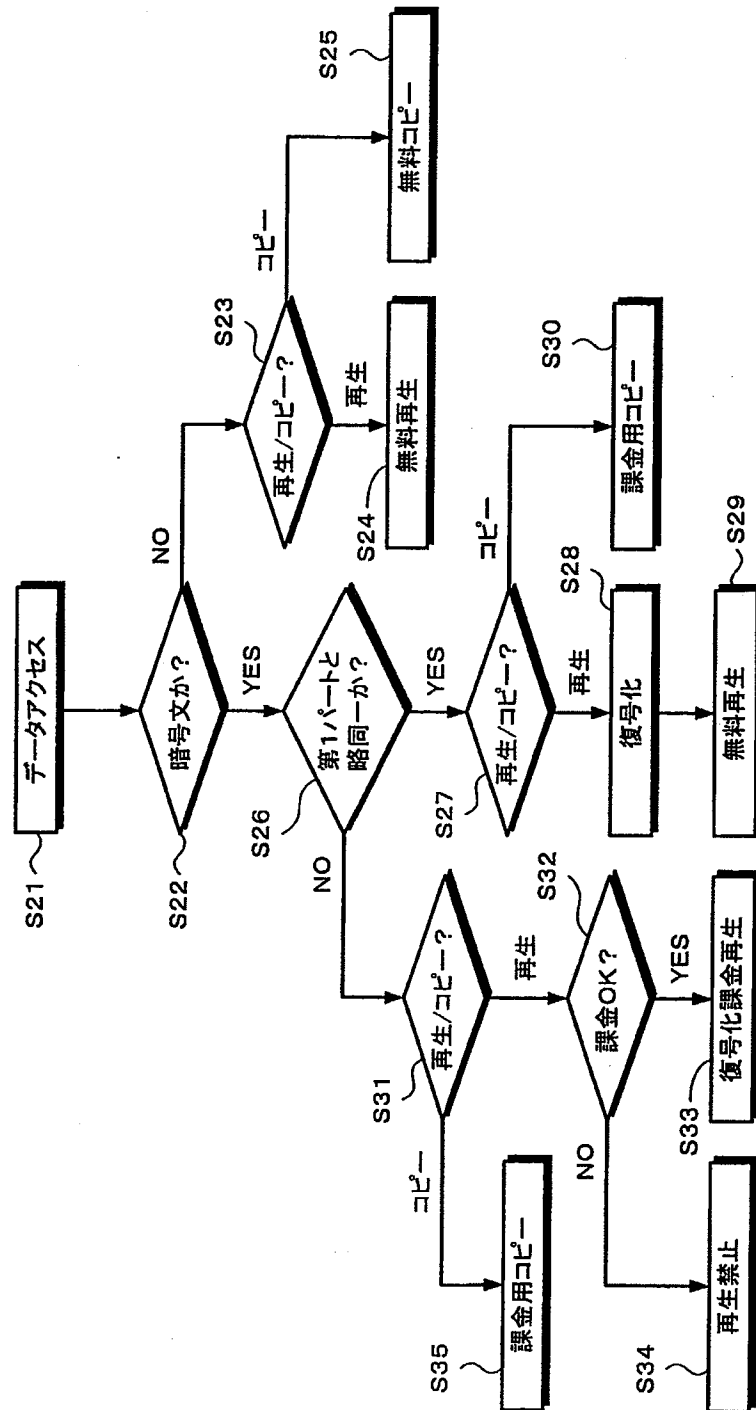 S21
データアクセス
S22
暗号文か?
NO
YES
S23
再生/コピー?
コピー
再生
S24
無料再生
S25
無料コピー
S26
第1パートと
略同一か?
NO
YES
S27
再生/コピー?
コピー
再生
S28
復号化
S29
無料再生
S30
課金用コピー
S31
再生/コピー?
コピー
再生
S32
課金OK?
NO
YES
S33
復号化課金再生
S34
再生禁止
S35
課金用コピー